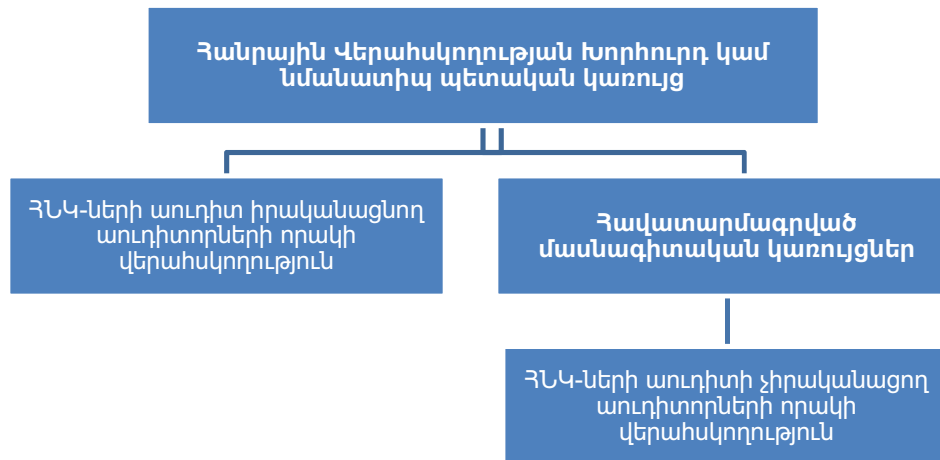 Հանրային Վերահսկողության Խորհուրդ կամ
նմանատիպ պետական կառույց
ՀՆԿ-ների աուդիտ իրականացնող
աուդիտորների որակի
վերահսկողություն
Հավատարմագրված
մասնագիտական կառույցներ
ՀՆԿ-ների աուդիտի չիրականացող
աուդիտորների որակի
վերահսկողություն